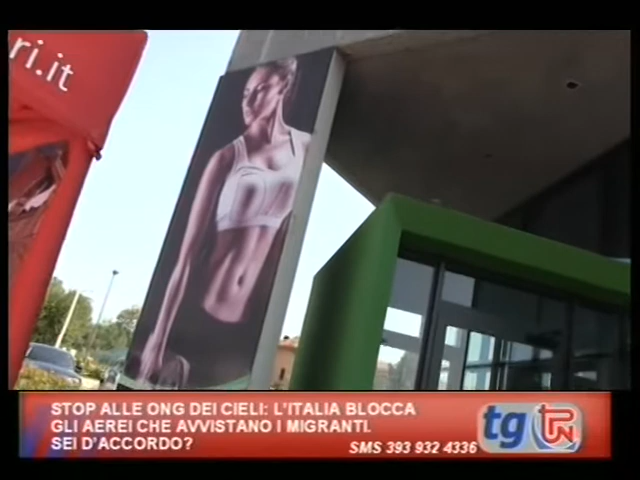 ri.it
STOP ALLE ONG DEI CIELI: L'ITALIA BLOCCA
GLI AEREI CHE AVVISTANO I MIGRANTI.
SEI D'ACCORDO?
SMS 393 932 4336
tg TRN